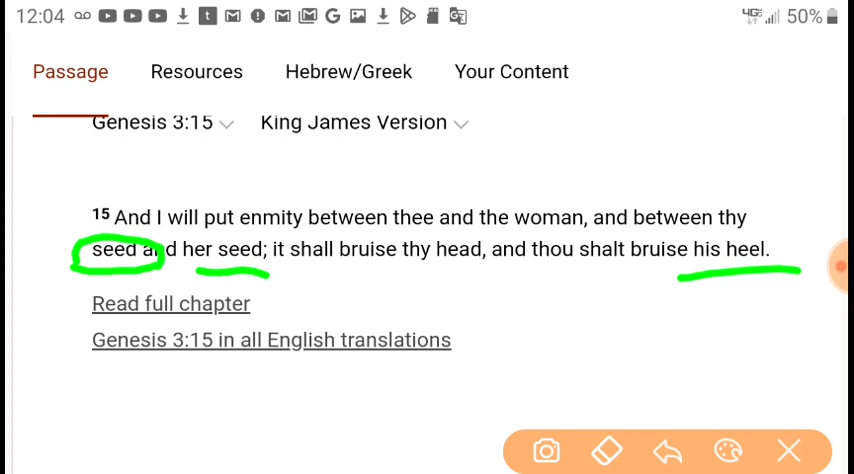 12:04 50%
Passage Resources Hebrew/Greek Your Content
Genesis 3:15 King James Version
15 And I will put enmity between thee and the woman, and between thy
seed and her seed; it shall bruise thy head, and thou shalt bruise his heel.
Read full chapter
Genesis 3:15 in all English translations